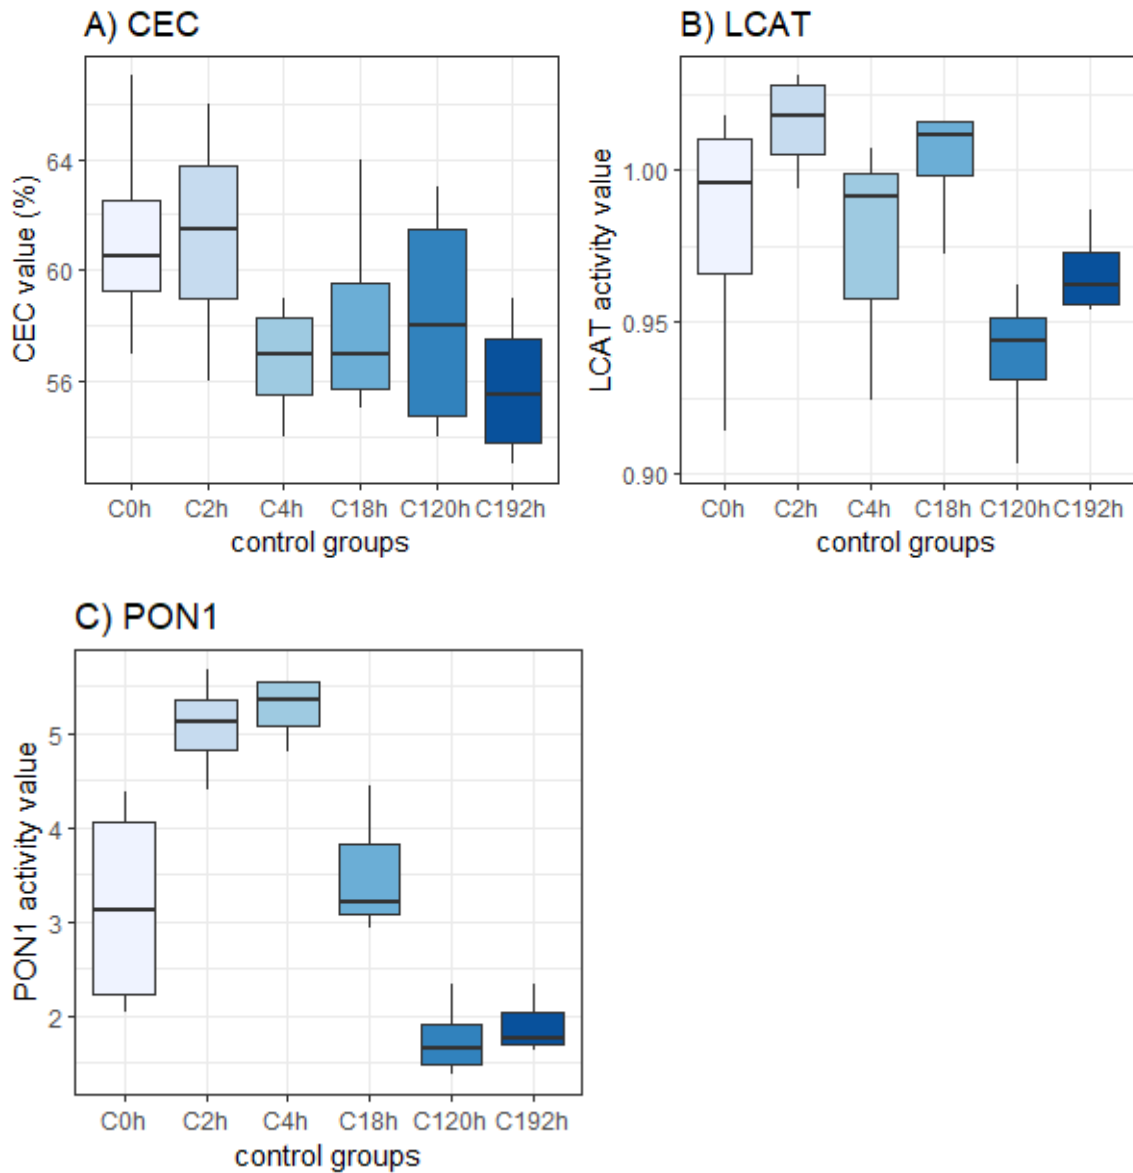 A) CEC
CEC value (%)
64
60
56
C0h C2h C4h C18h C120h C192h
control groups
B) LCAT
LCAT activity value
1.00
0.95
0.90
C0h C2h C4h C18h C120h C192h
control groups
C) PON1
PON1 activity value
5
4
3
2
C0h C2h C4h C18h C120h C192h
control groups